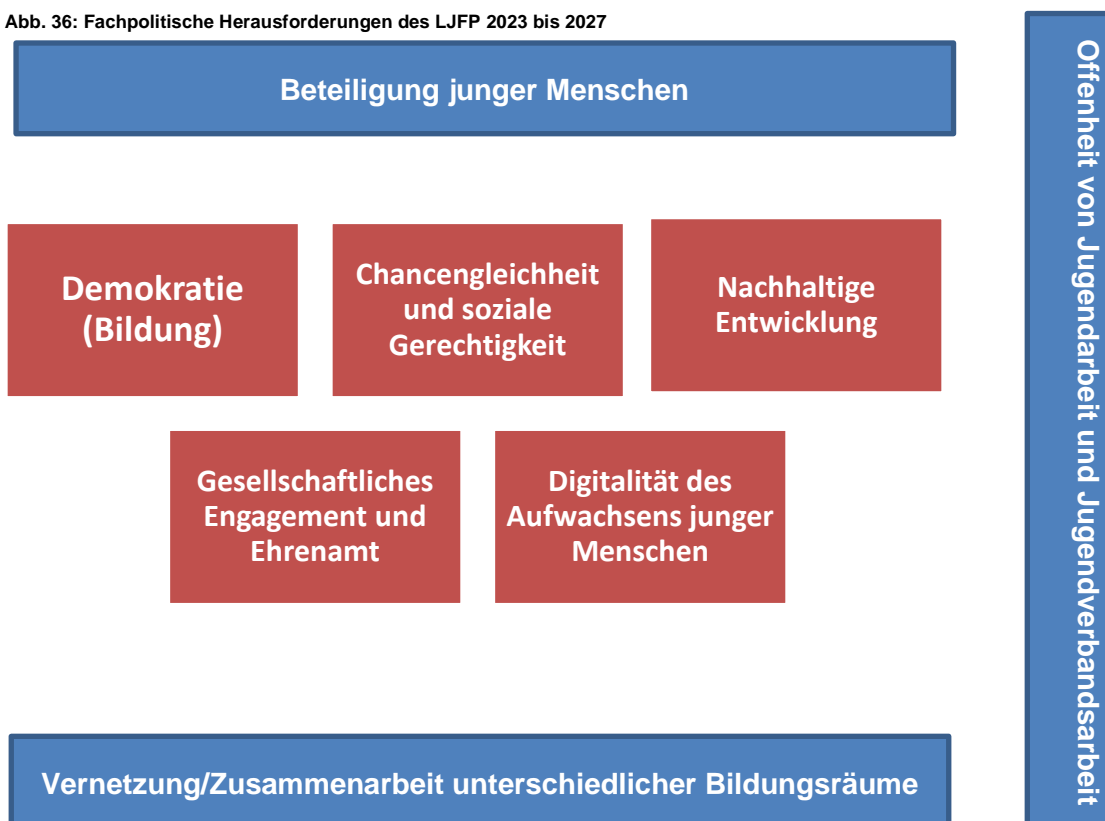 Abb. 36: Fachpolitische Herausforderungen des LJFP 2023 bis 2027
Beteiligung junger Menschen
Demokratie
(Bildung)
Chancengleichheit
und soziale
Gerechtigkeit
Nachhaltige
Entwicklung
Gesellschaftliches
Engagement und
Ehrenamt
Digitalität des
Aufwachsens junger
Menschen
Vernetzung/Zusammenarbeit unterschiedlicher Bildungsräume
Offenheit von Jugendarbeit und Jugendverbandsarbeit